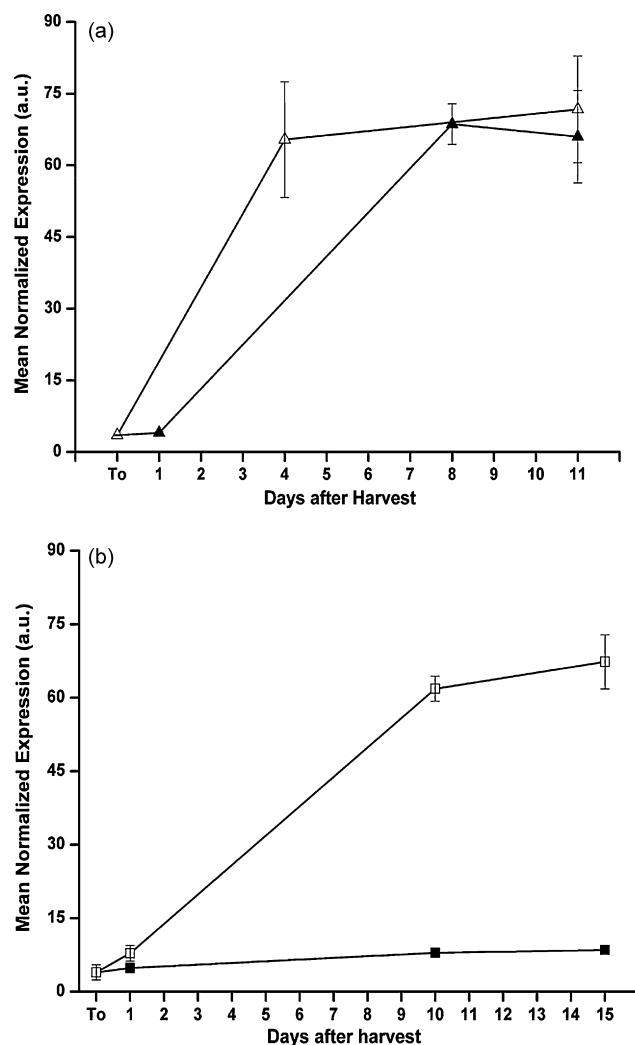 (a)
Mean Normalized Expression (a.u.)
90
75
60
45
30
15
0
To 1 2 3 4 5 6 7 8 9 10 11
Days after Harvest
(b)
Mean Normalized Expression (a.u.)
90
75
60
45
30
15
0
To 1 2 3 4 5 6 7 8 9 10 11 12 13 14 15
Days after harvest